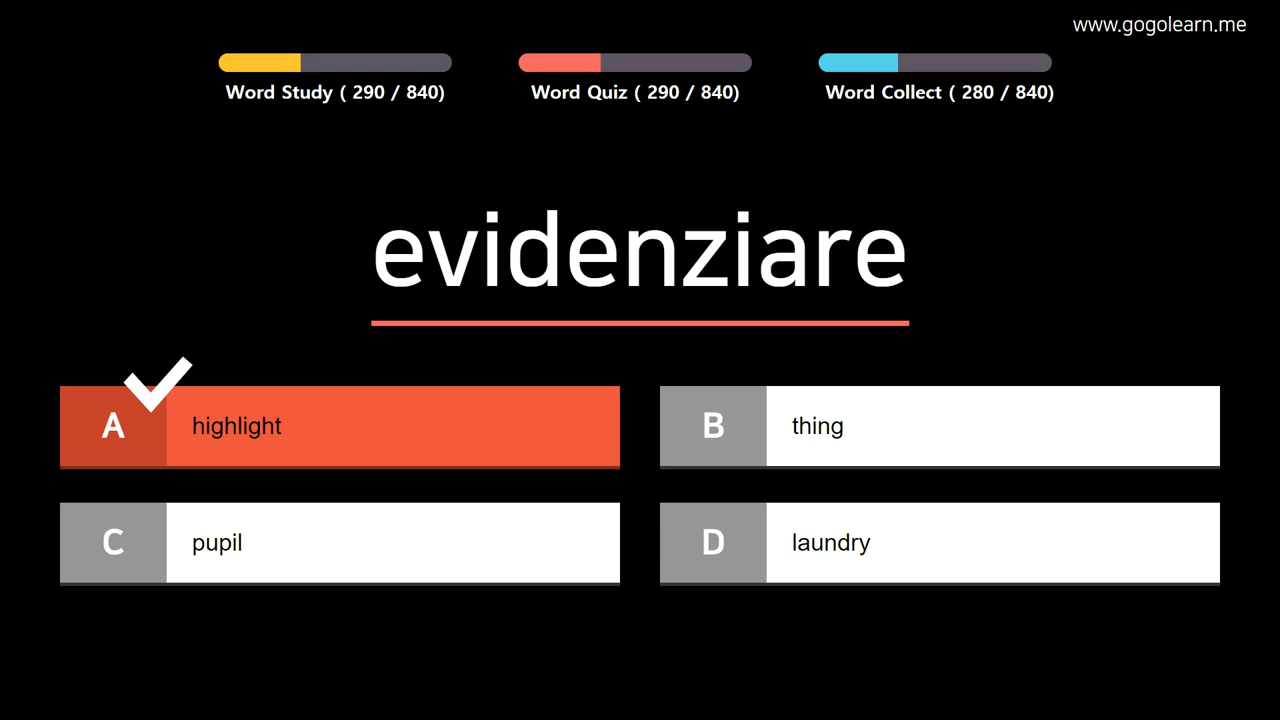 www.gogolearn.me
Word Study ( 290 / 840)
Word Quiz ( 290 / 840)
Word Collect ( 280 / 840)
evidenziare
A highlight
B thing
C pupil
D laundry